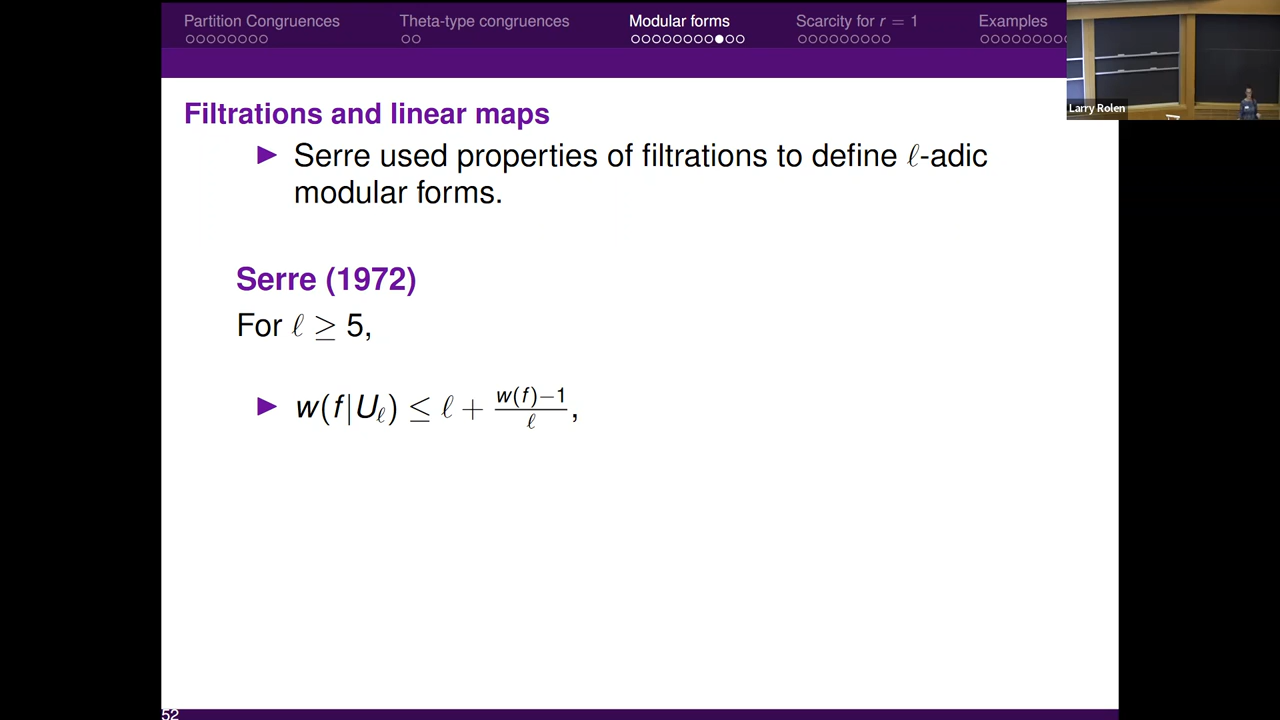 Partition Congruences Theta-type congruences Modular forms Scarcity for r = 1 Examples
Larry Rolen
Filtrations and linear maps
▶ Serre used properties of filtrations to define ℓ-adic
modular forms.
Serre (1972)
For ℓ ≥ 5,
▶ w(f|U_ℓ) ≤ ℓ + \frac{w(f)−1}{ℓ},
52